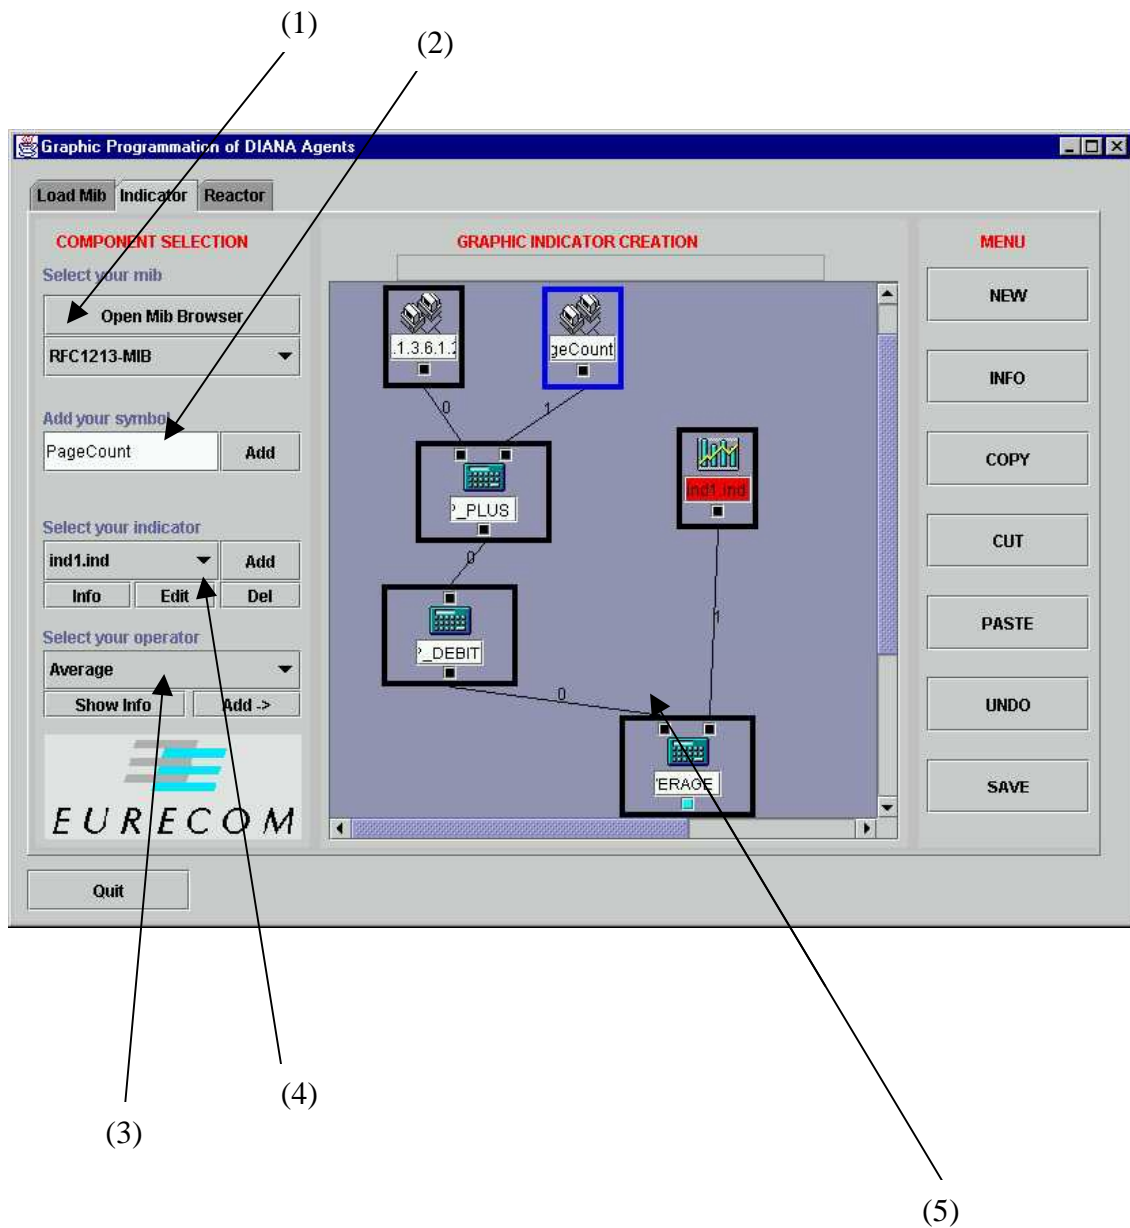 (1)
(2)
Graphic Programmation of DIANA Agents
Load Mib Indicator Reactor
COMPONENT SELECTION
Select your mib
Open Mib Browser
RFC1213-MIB
Add your symbol
PageCount Add
Select your indicator
ind1.ind Add
Info Edit Del
Select your operator
Average
Show Info Add ->
EURECOM
GRAPHIC INDICATOR CREATION
.1.3.6.1.2
geCount
0
1
P_PLUS
ind1.ind
0
P_DEBIT
1
0
ERAGE
MENU
NEW
INFO
COPY
CUT
PASTE
UNDO
SAVE
Quit
(4)
(3)
(5)